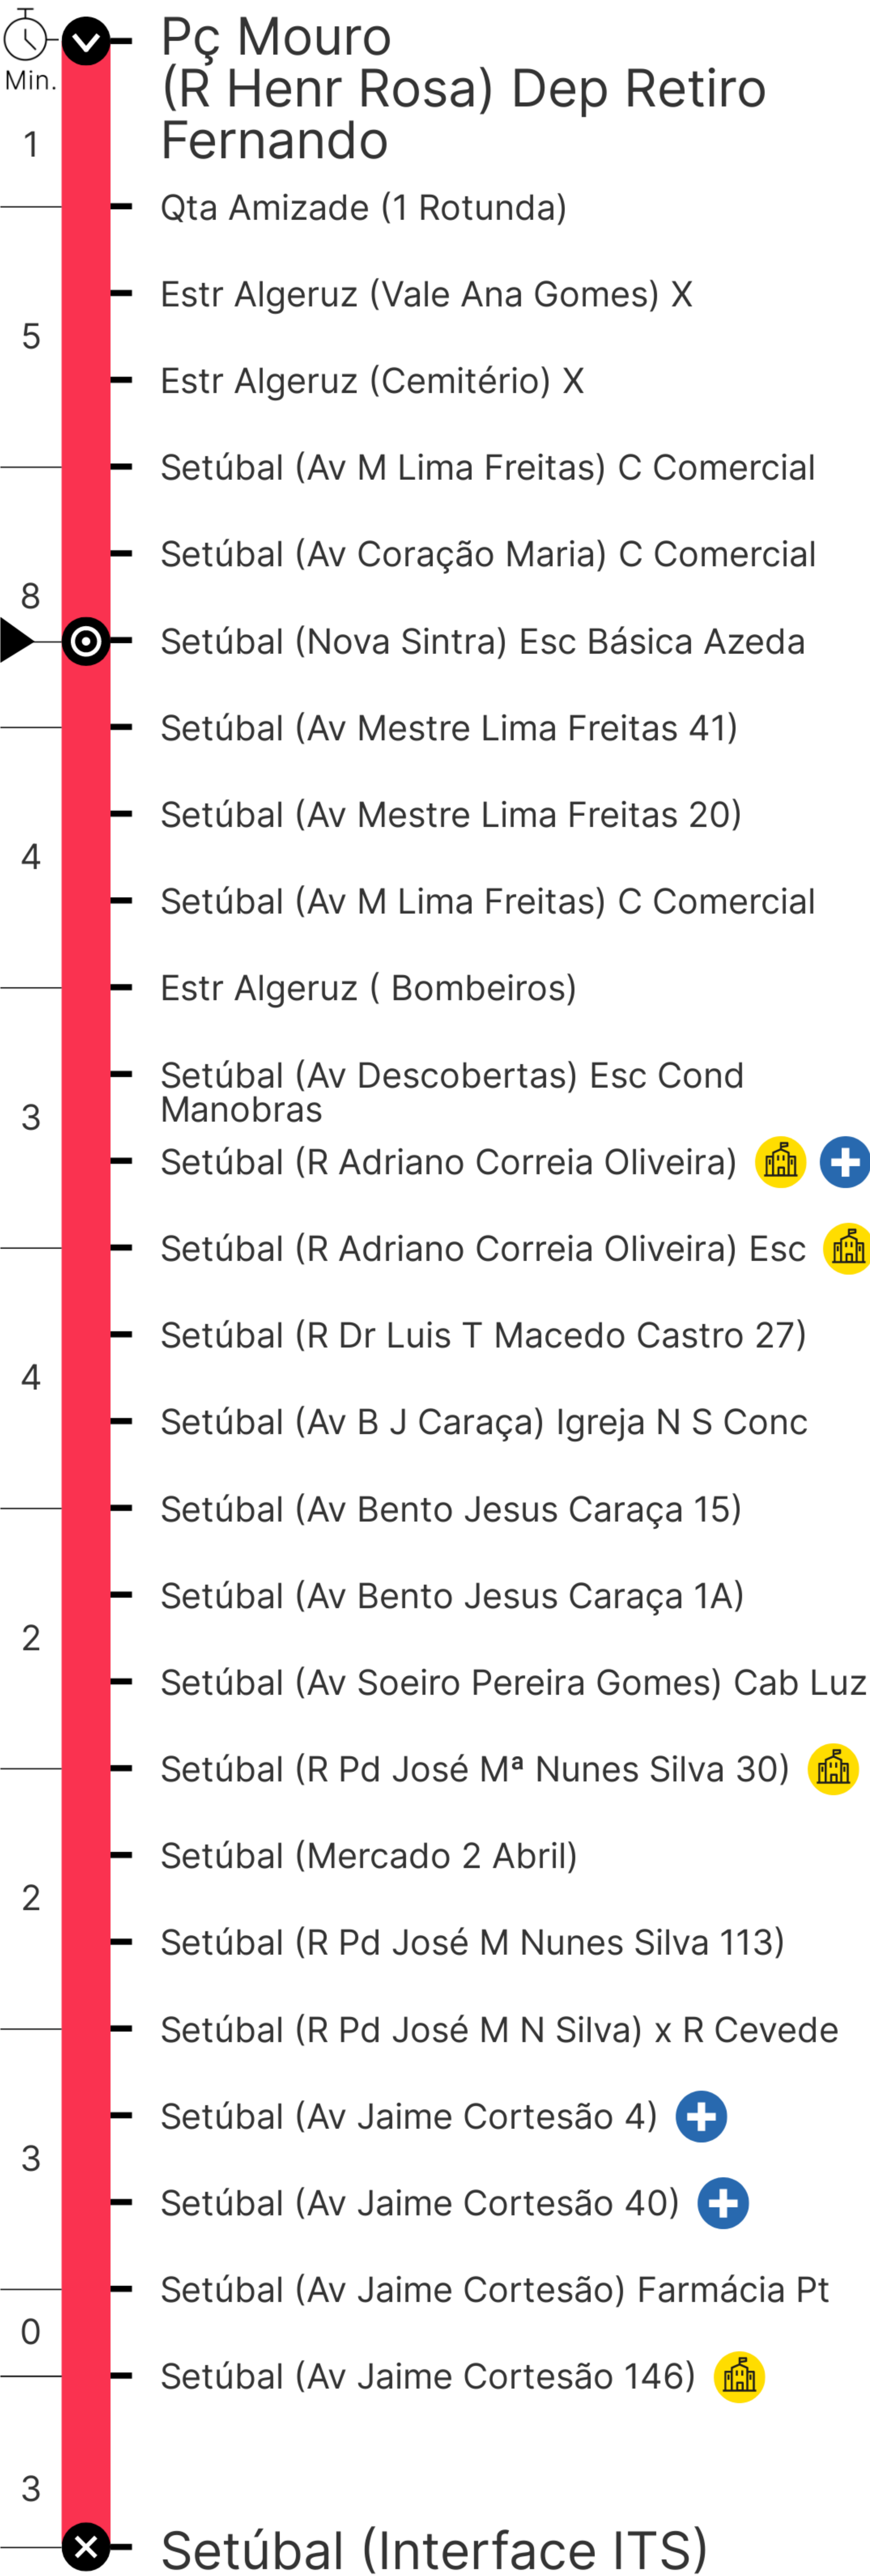 Pç Mouro
(R Henr Rosa) Dep Retiro
Fernando
Min.
1
Qta Amizade (1 Rotunda)
Estr Algeruz (Vale Ana Gomes) X
5
Estr Algeruz (Cemitério) X
Setúbal (Av M Lima Freitas) C Comercial
Setúbal (Av Coração Maria) C Comercial
8
Setúbal (Nova Sintra) Esc Básica Azeda
Setúbal (Av Mestre Lima Freitas 41)
Setúbal (Av Mestre Lima Freitas 20)
4
Setúbal (Av M Lima Freitas) C Comercial
Estr Algeruz ( Bombeiros)
Setúbal (Av Descobertas) Esc Cond
Manobras
3
Setúbal (R Adriano Correia Oliveira)
Setúbal (R Adriano Correia Oliveira) Esc
Setúbal (R Dr Luis T Macedo Castro 27)
4
Setúbal (Av B J Caraça) Igreja N S Conc
Setúbal (Av Bento Jesus Caraça 15)
Setúbal (Av Bento Jesus Caraça 1A)
2
Setúbal (Av Soeiro Pereira Gomes) Cab Luz
Setúbal (R Pd José Mª Nunes Silva 30)
Setúbal (Mercado 2 Abril)
2
Setúbal (R Pd José M Nunes Silva 113)
Setúbal (R Pd José M N Silva) x R Cevede
Setúbal (Av Jaime Cortesão 4)
3
Setúbal (Av Jaime Cortesão 40)
Setúbal (Av Jaime Cortesão) Farmácia Pt
0
Setúbal (Av Jaime Cortesão 146)
3
Setúbal (Interface ITS)